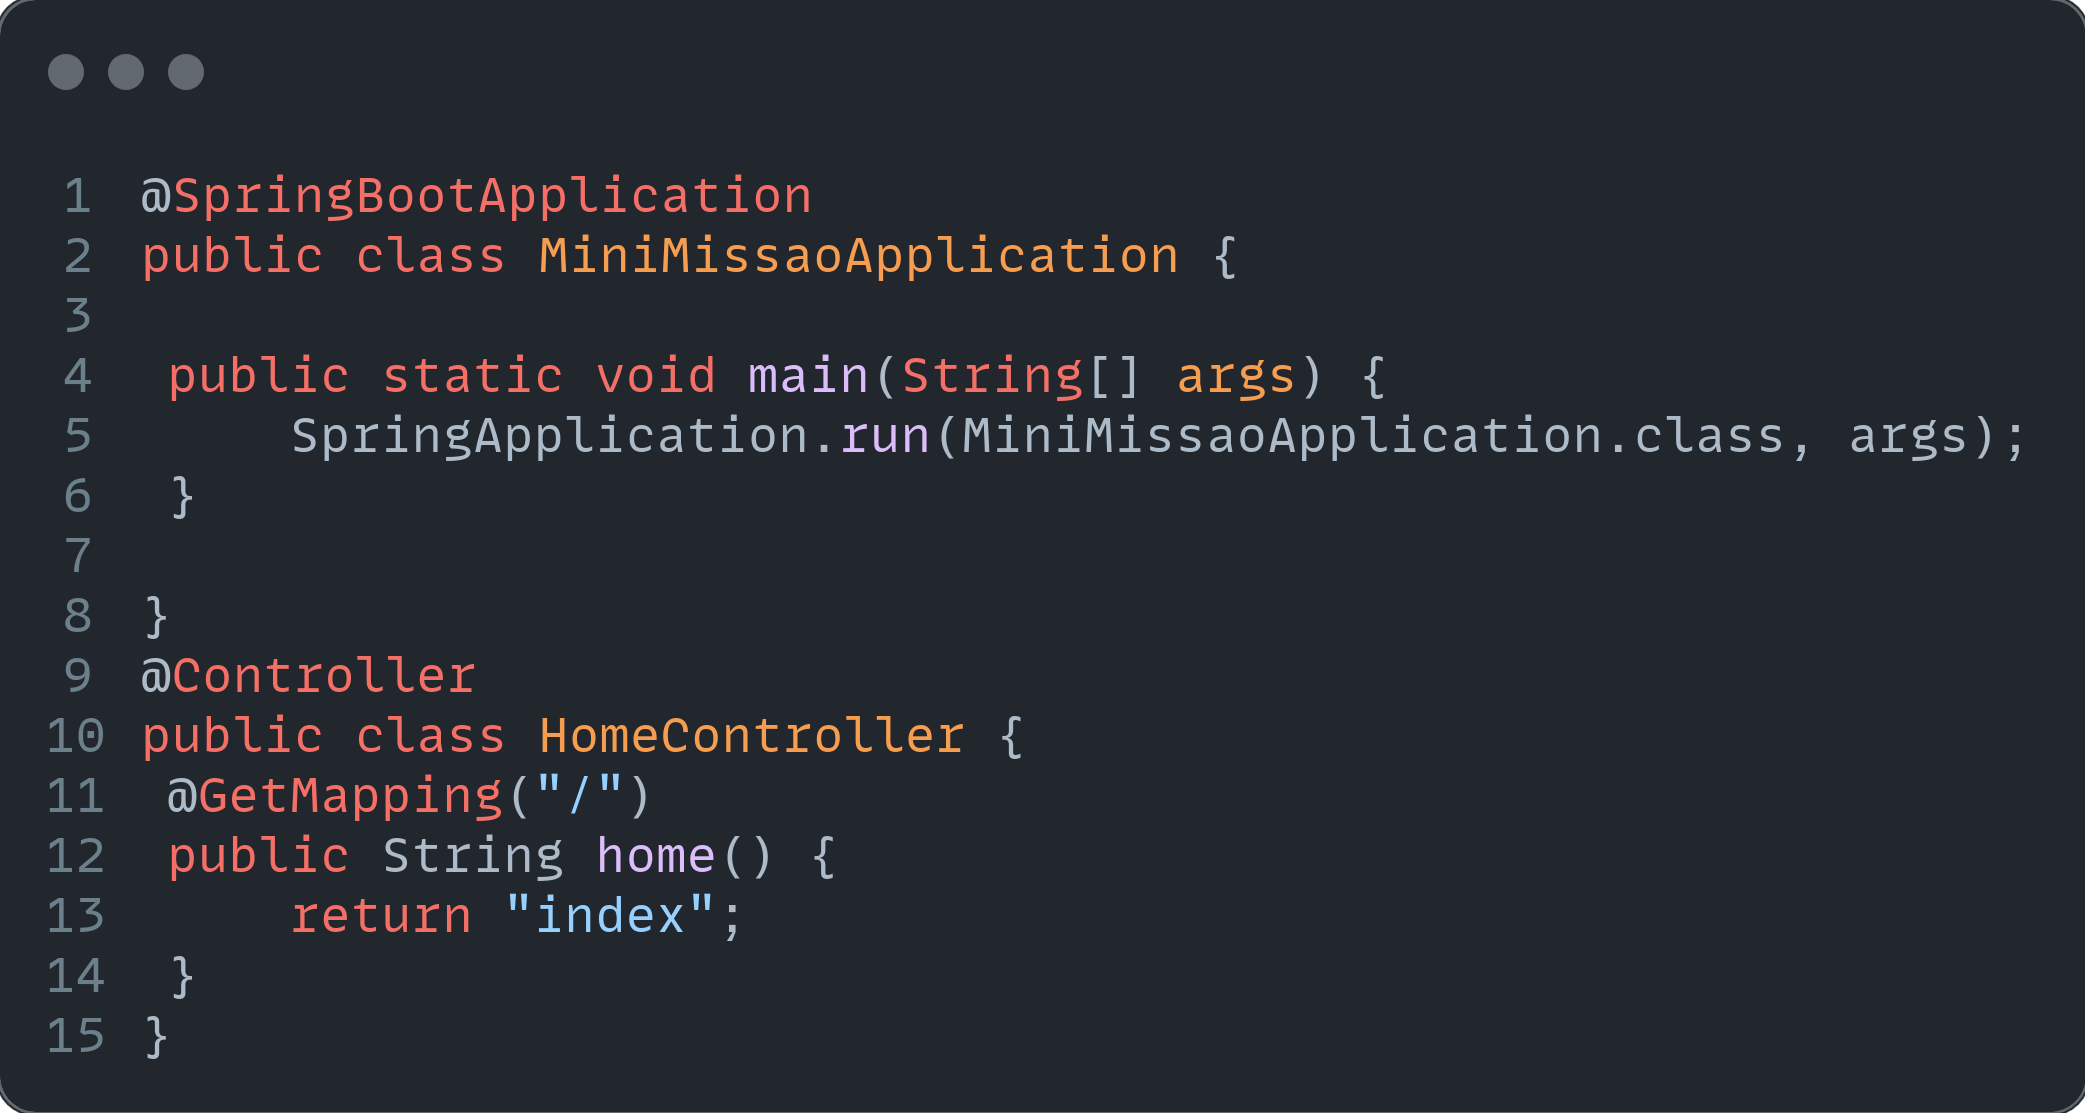 1 @SpringBootApplication
2 public class MiniMissaoApplication {
3
4 public static void main(String[] args) {
5 SpringApplication.run(MiniMissaoApplication.class, args);
6 }
7
8 }
9 @Controller
10 public class HomeController {
11 @GetMapping("/")
12 public String home() {
13 return "index";
14 }
15 }